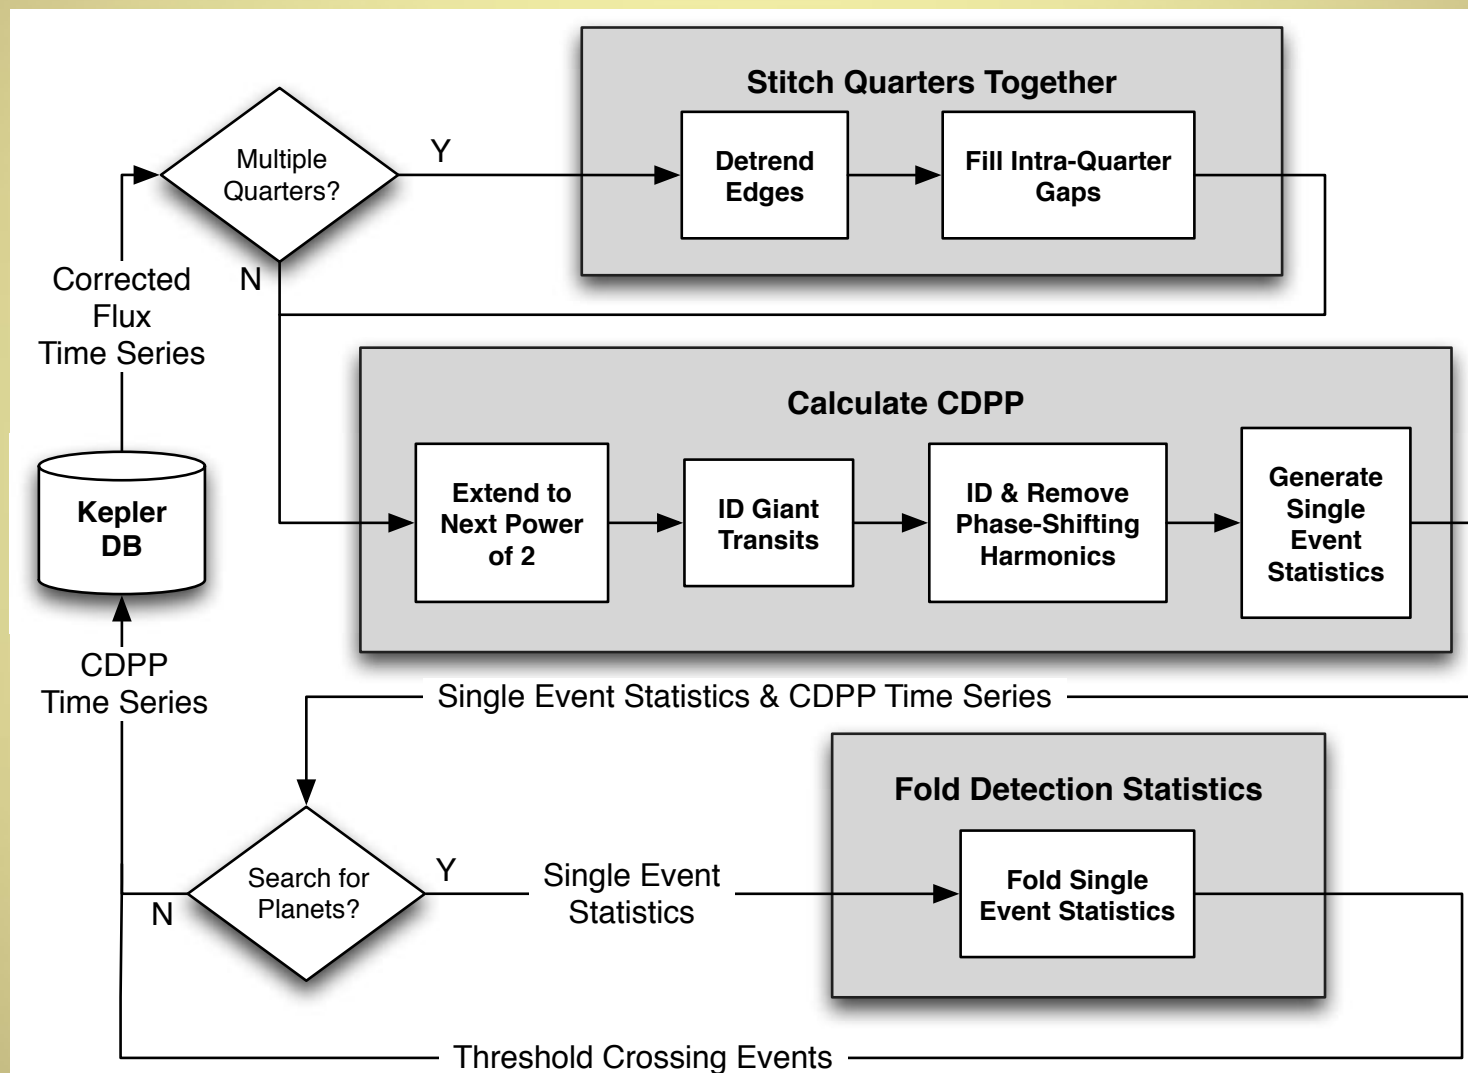 Stitch Quarters Together
Multiple
Quarters?
Y
N
Detrend
Edges
Fill Intra-Quarter
Gaps
Corrected
Flux
Time Series
Calculate CDPP
Extend to
Next Power
of 2
ID Giant
Transits
ID & Remove
Phase-Shifting
Harmonics
Generate
Single
Event
Statistics
Kepler
DB
CDPP
Time Series
Single Event Statistics & CDPP Time Series
Fold Detection Statistics
Search for
Planets?
Y
N
Single Event
Statistics
Fold Single
Event Statistics
Threshold Crossing Events